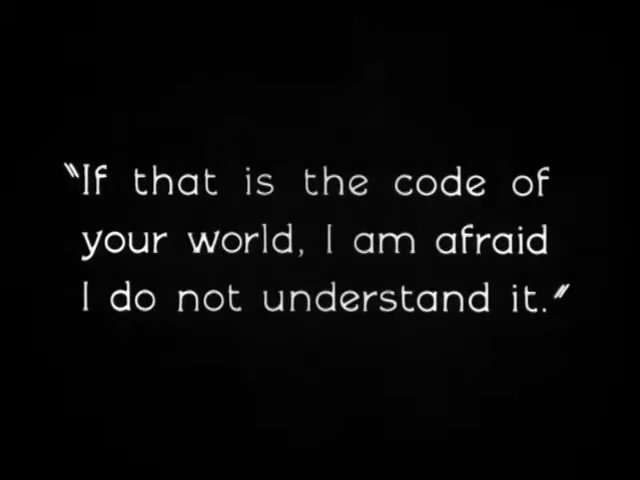 "If that is the code of
your world, I am afraid
I do not understand it."